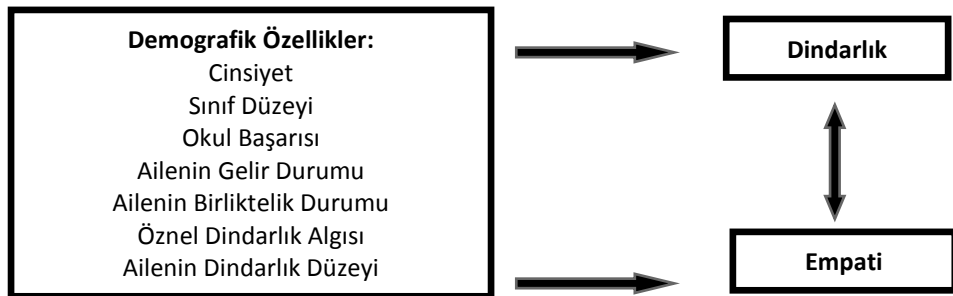 Demografik Özellikler:
Cinsiyet
Sınıf Düzeyi
Okul Başarısı
Ailenin Gelir Durumu
Ailenin Birliktelik Durumu
Öznel Dindarlık Algısı
Ailenin Dindarlık Düzeyi
Dindarlık
Empati